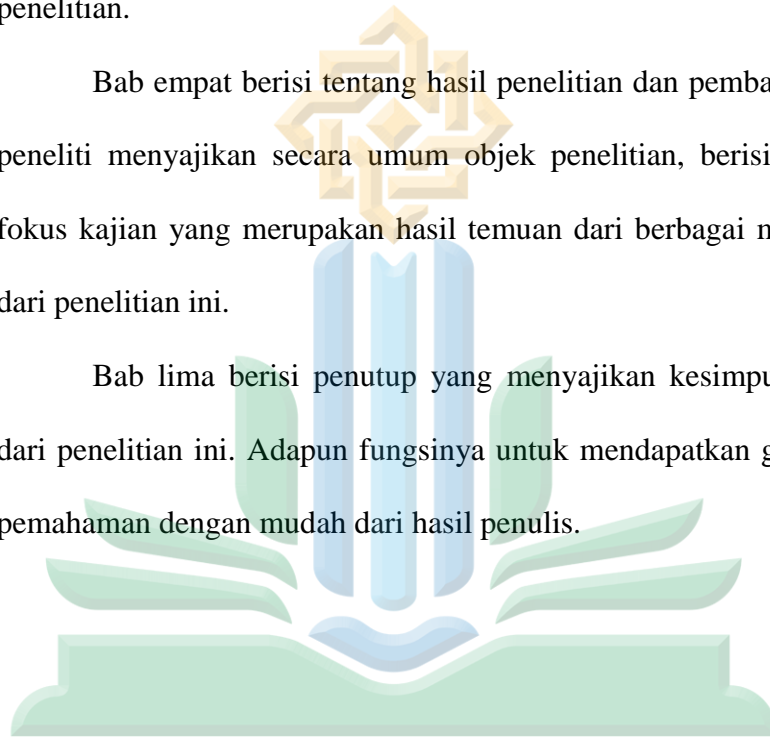 penelitian.
Bab empat berisi tentang hasil penelitian dan pemba
peneliti menyajikan secara umum objek penelitian, berisi
fokus kajian yang merupakan hasil temuan dari berbagai
dari penelitian ini.
Bab lima berisi penutup yang menyajikan kesimpu
dari penelitian ini. Adapun fungsinya untuk mendapatkan
pemahaman dengan mudah dari hasil penulis.